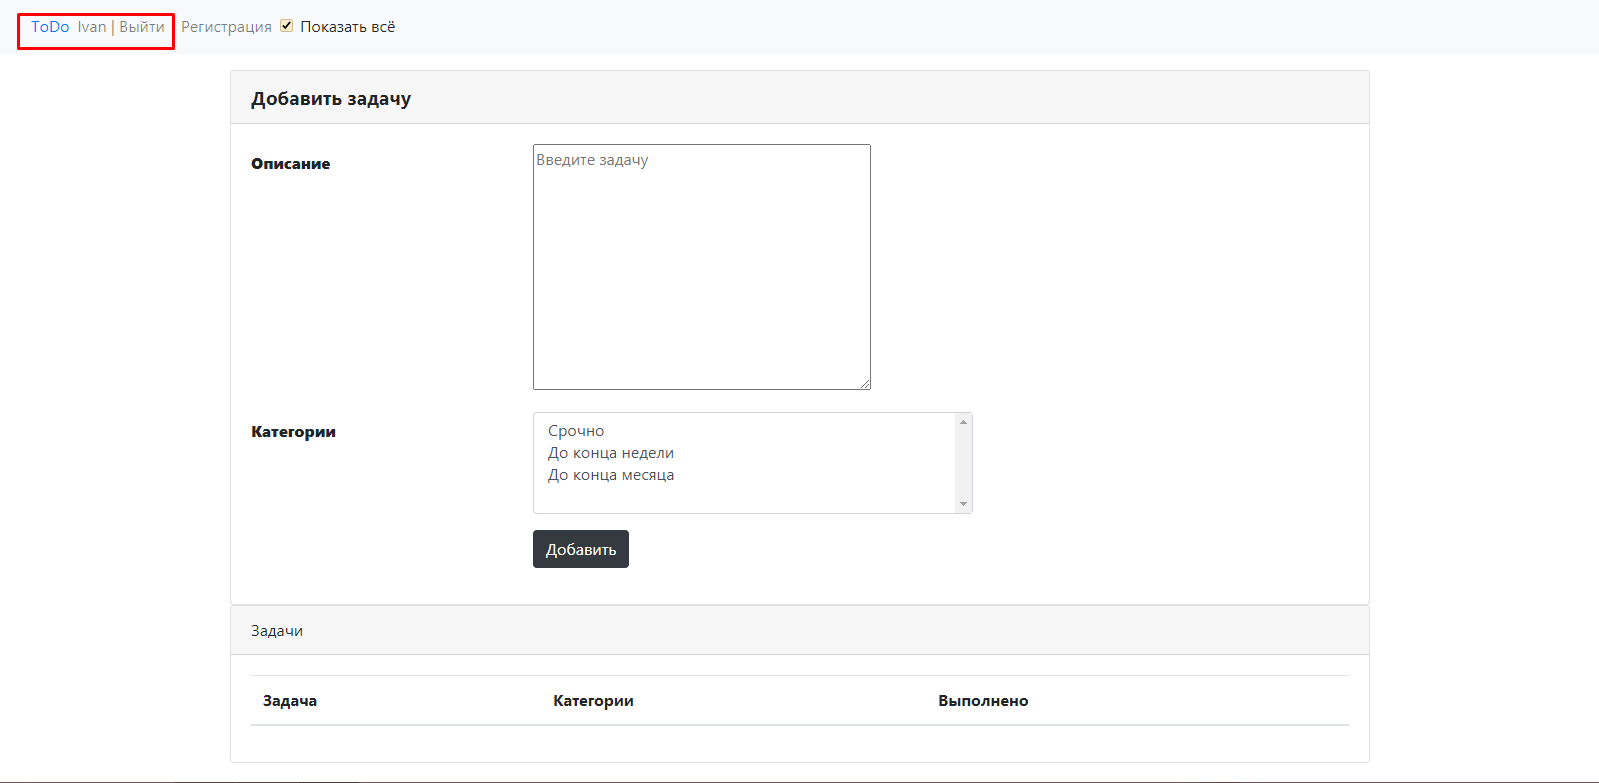 ToDo Ivan | Выйти Регистрация Показать всё
Добавить задачу
Описание
Введите задачу
Категории
Срочно
До конца недели
До конца месяца
Добавить
Задачи
Задача Категории Выполнено